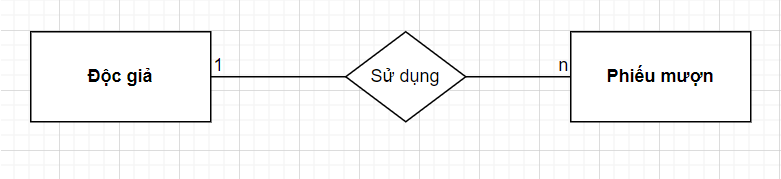 Độc giả
1
Sử dụng
n
Phiếu mượn